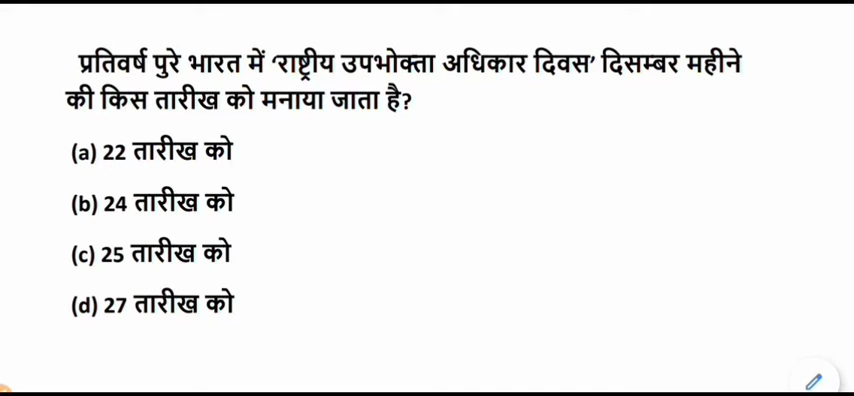 प्रतिवर्ष पुरे भारत में ‘राष्ट्रीय उपभोक्ता अधिकार दिवस’ दिसम्बर महीने
की किस तारीख को मनाया जाता है?
(a) 22 तारीख को
(b) 24 तारीख को
(c) 25 तारीख को
(d) 27 तारीख को